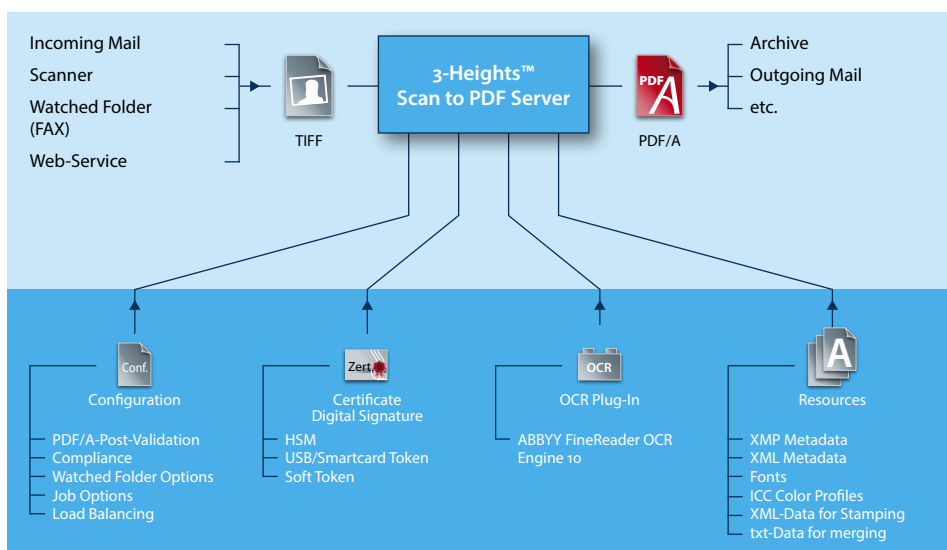 Incoming Mail
Scanner
Watched Folder
(FAX)
Web-Service
TIFF
3-Heights™
Scan to PDF Server
PDF
A
PDF/A
Archive
Outgoing Mail
etc.
Conf.
Configuration
PDF/A-Post-Validation
Compliance
Watched Folder Options
Job Options
Load Balancing
Zert.
Certificate
Digital Signature
HSM
USB/Smartcard Token
Soft Token
OCR
OCR Plug-In
ABBYY FineReader OCR
Engine 10
A
Resources
XMP Metadata
XML Metadata
Fonts
ICC Color Profiles
XML-Data for Stamping
txt-Data for merging